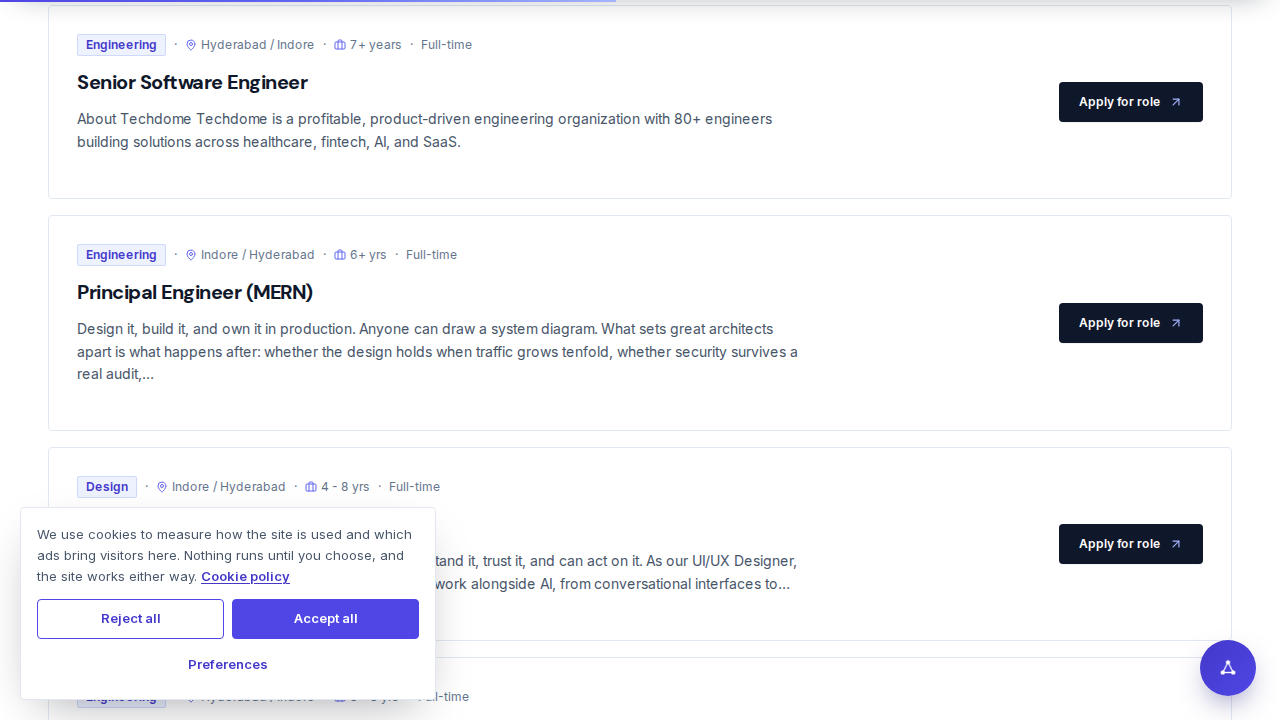 Engineering · Hyderabad / Indore · 7+ years · Full-time
Senior Software Engineer
About Techdome Techdome is a profitable, product-driven engineering organization with 80+ engineers
building solutions across healthcare, fintech, AI, and SaaS.
Apply for role
Engineering · Indore / Hyderabad · 6+ yrs · Full-time
Principal Engineer (MERN)
Design it, build it, and own it in production. Anyone can draw a system diagram. What sets great architects
apart is what happens after: whether the design holds when traffic grows tenfold, whether security survives a
real audit,...
Apply for role
Design · Indore / Hyderabad · 4 - 8 yrs · Full-time
tand it, trust it, and can act on it. As our UI/UX Designer,
work alongside AI, from conversational interfaces to...
Apply for role
We use cookies to measure how the site is used and which
ads bring visitors here. Nothing runs until you choose, and
the site works either way. Cookie policy
Reject all
Accept all
Preferences
ll-time